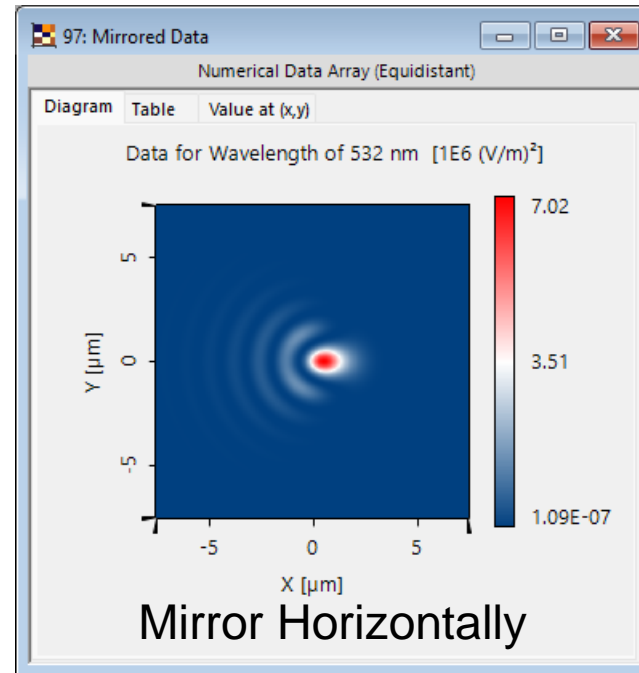 97: Mirrored Data
Numerical Data Array (Equidistant)
Diagram Table Value at (x,y)
Data for Wavelength of 532 nm [1E6 (V/m)²]
7.02
3.51
1.09E-07
Y [µm]
5
0
-5
-5 0 5
X [µm]
Mirror Horizontally